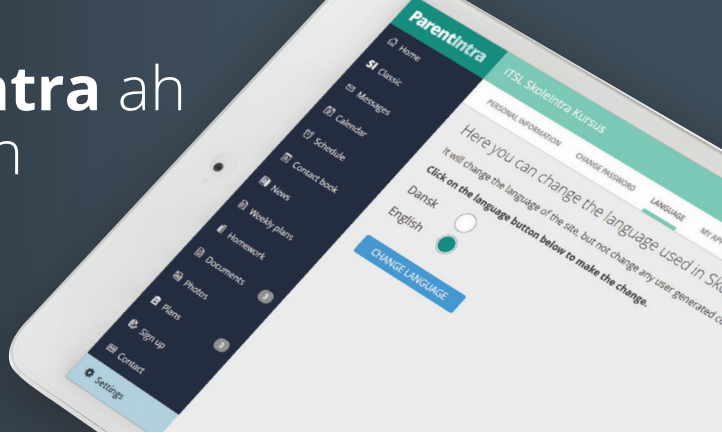 ntra ah
n
ParentIntra
ITSL SkoleIntra Kursus
Home
SI Classic
Messages
Calendar
Schedule
Contact book
News
Weekly plans
Homework
Documents
3
Photos
Plans
3
Sign up
Contact
Settings
PERSONAL INFORMATION CHANGE PASSWORD LANGUAGE MY
Here you can change the language used in
It will change the language of the site, but not change any user generated
Click on the language button below to make the change.
Dansk
English
CHANGE LANGUAGE